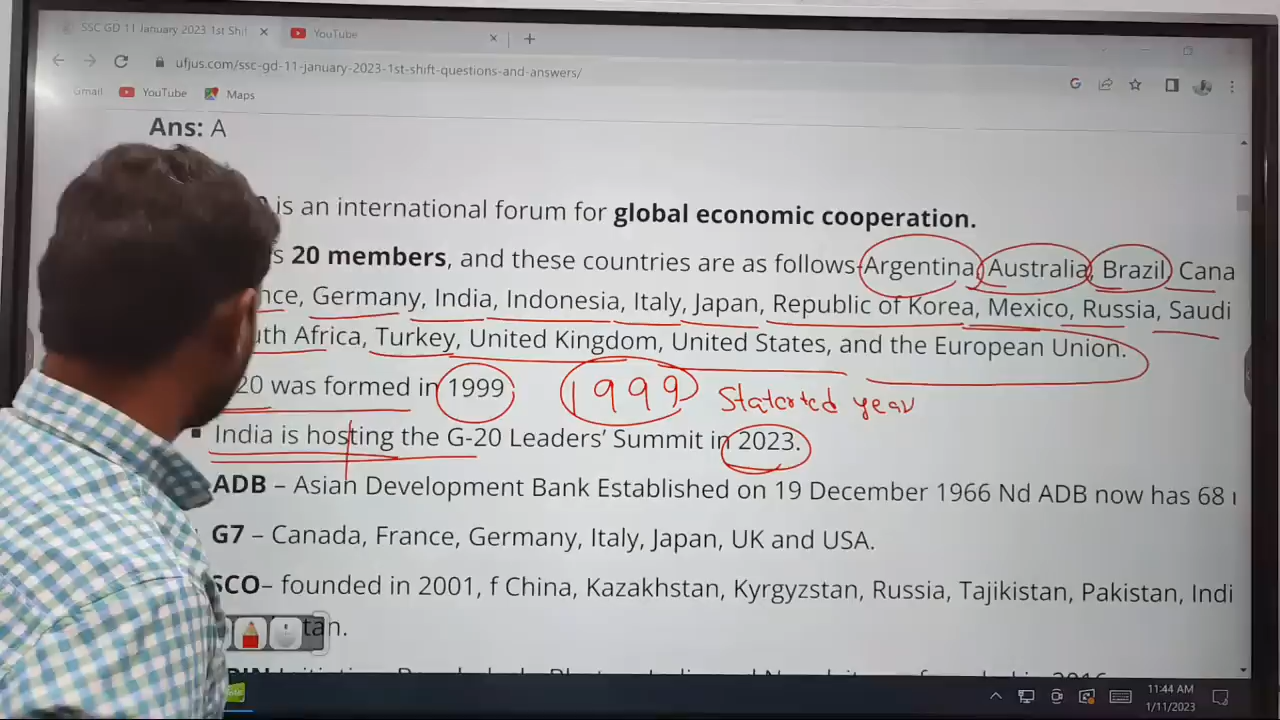 SSC GD 11 January 2023 1st Shi
YouTube
ufjus.com/ssc-gd-11-january-2023-1st-shift-questions-and-answers/
Gmail YouTube Maps
Ans: A
is an international forum for global economic cooperation.
s 20 members, and these countries are as follows-Argentina, Australia, Brazil, Cana
nce, Germany, India, Indonesia, Italy, Japan, Republic of Korea, Mexico, Russia, Saudi
uth Africa, Turkey, United Kingdom, United States, and the European Union.
20 was formed in 1999 1999 Statorted year
India is hosting the G-20 Leaders' Summit in 2023.
ADB – Asian Development Bank Established on 19 December 1966 Nd ADB now has 68
G7 – Canada, France, Germany, Italy, Japan, UK and USA.
SCO– founded in 2001, f China, Kazakhstan, Kyrgyzstan, Russia, Tajikistan, Pakistan, Indi
tan.
11:44 AM
1/11/2023